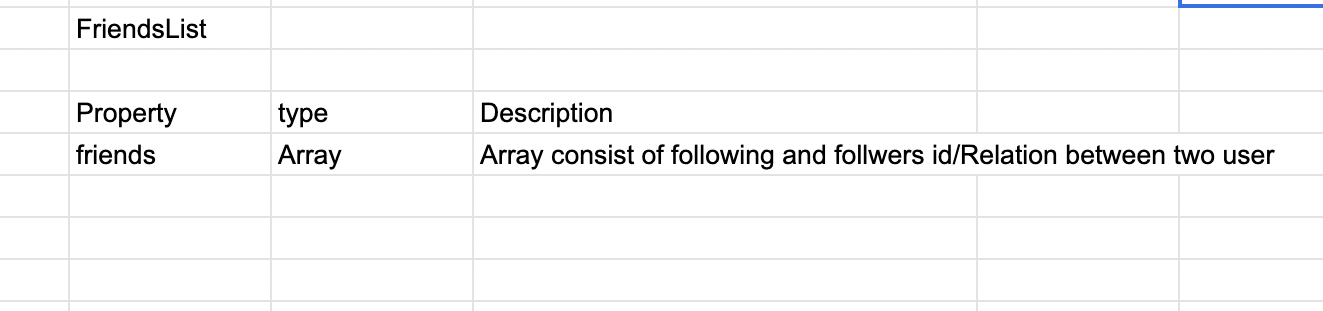 FriendsList
Property type Description
friends Array Array consist of following and follwers id/Relation between two user